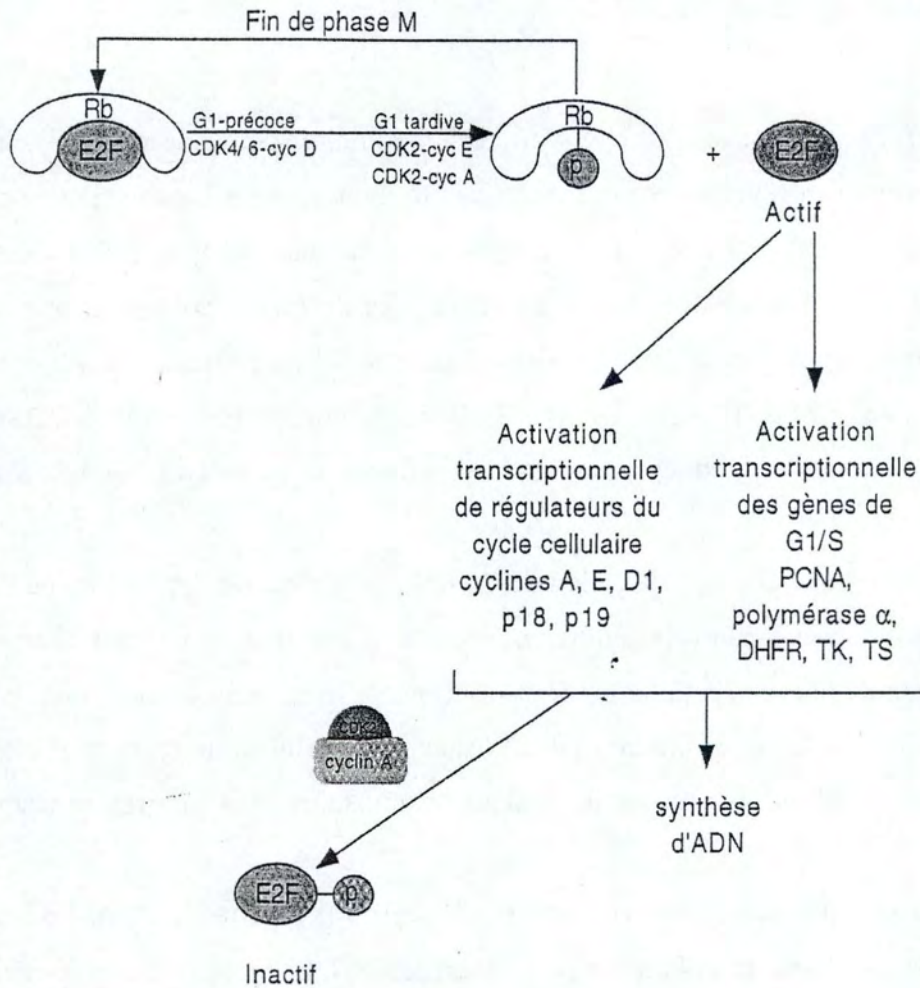 Fin de phase M
Rb
E2F
G1-précoce
CDK4/ 6-cyc D
G1 tardive
CDK2-cyc E
CDK2-cyc A
Rb
p
+
E2F
Actif
Activation
transcriptionnelle
de régulateurs du
cycle cellulaire
cyclines A, E, D1,
p18, p19
Activation
transcriptionnelle
des gènes de
G1/S
PCNA,
polymérase α,
DHFR, TK, TS
CDK2
cyclin A
synthèse
d'ADN
E2F
p
Inactif